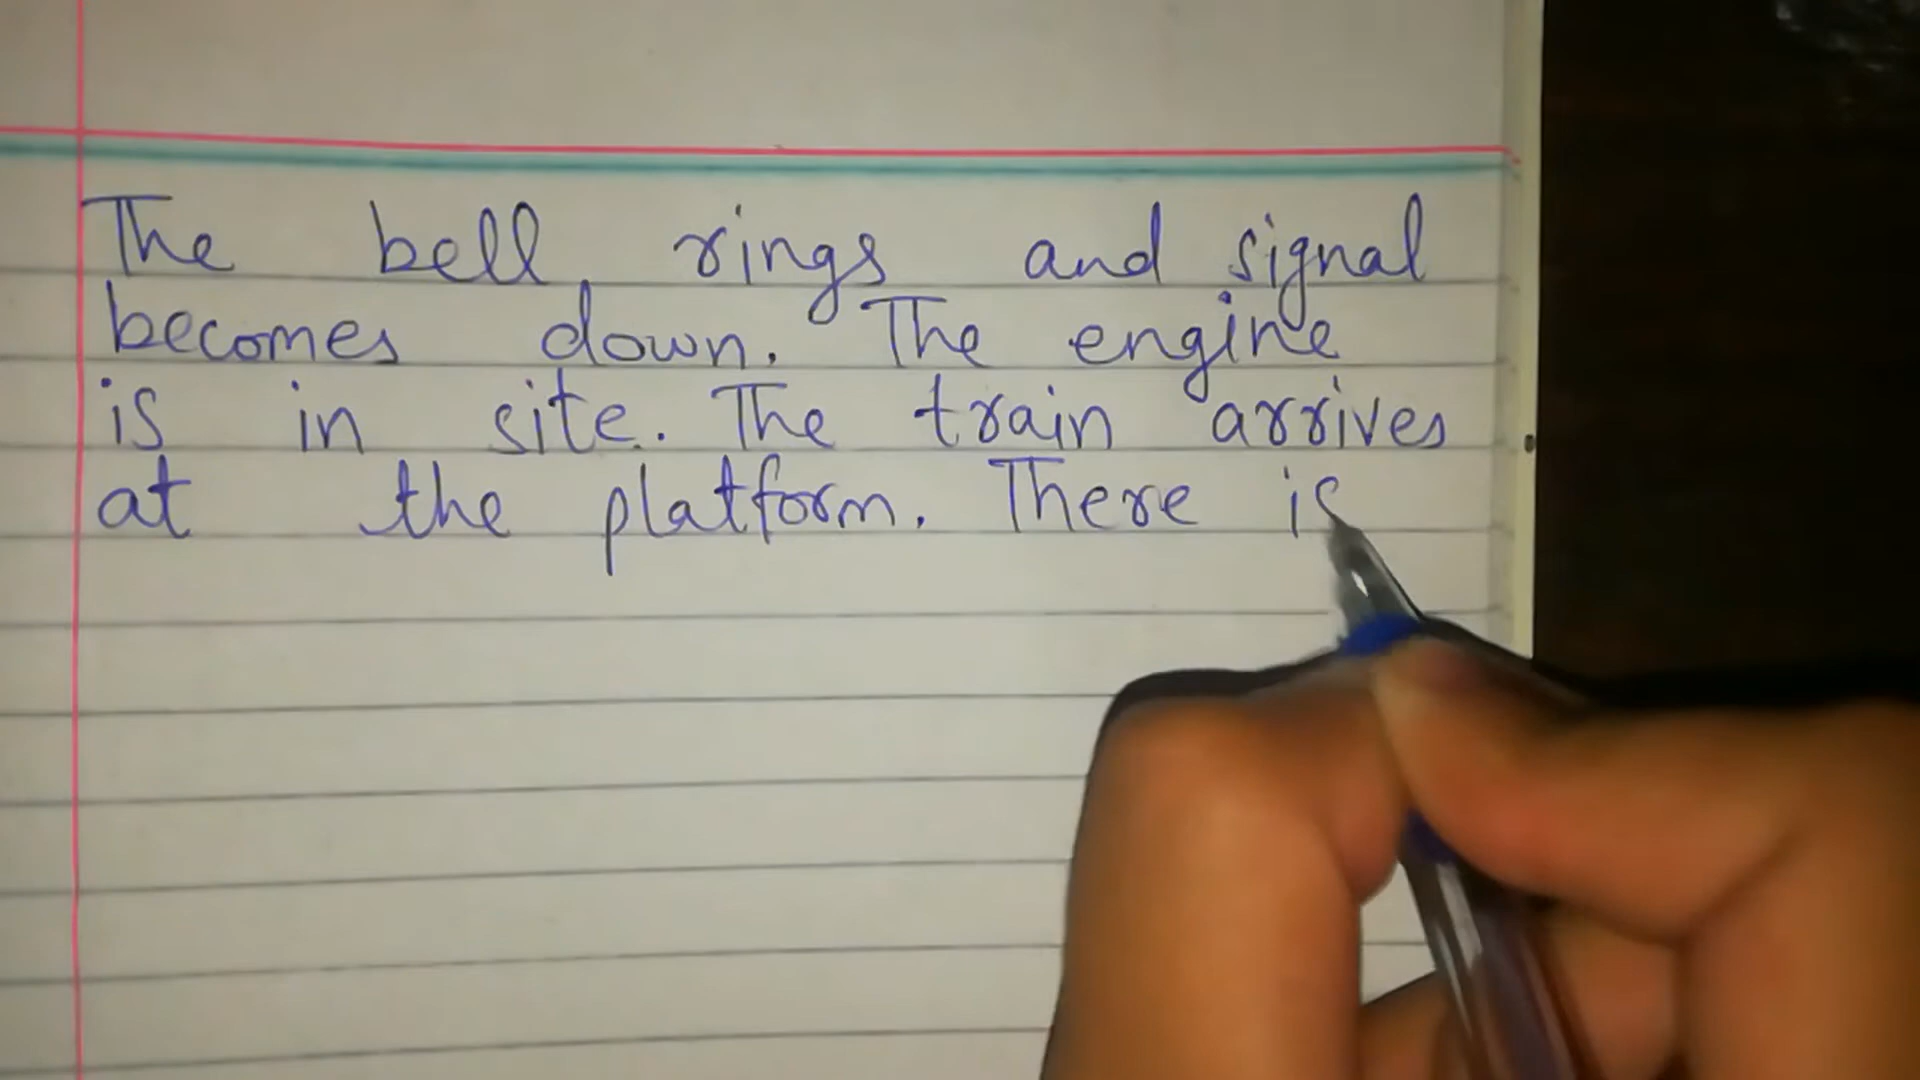 The bell rings and signal
becomes down. The engine
is in site. The train arrives
at the platform. There is